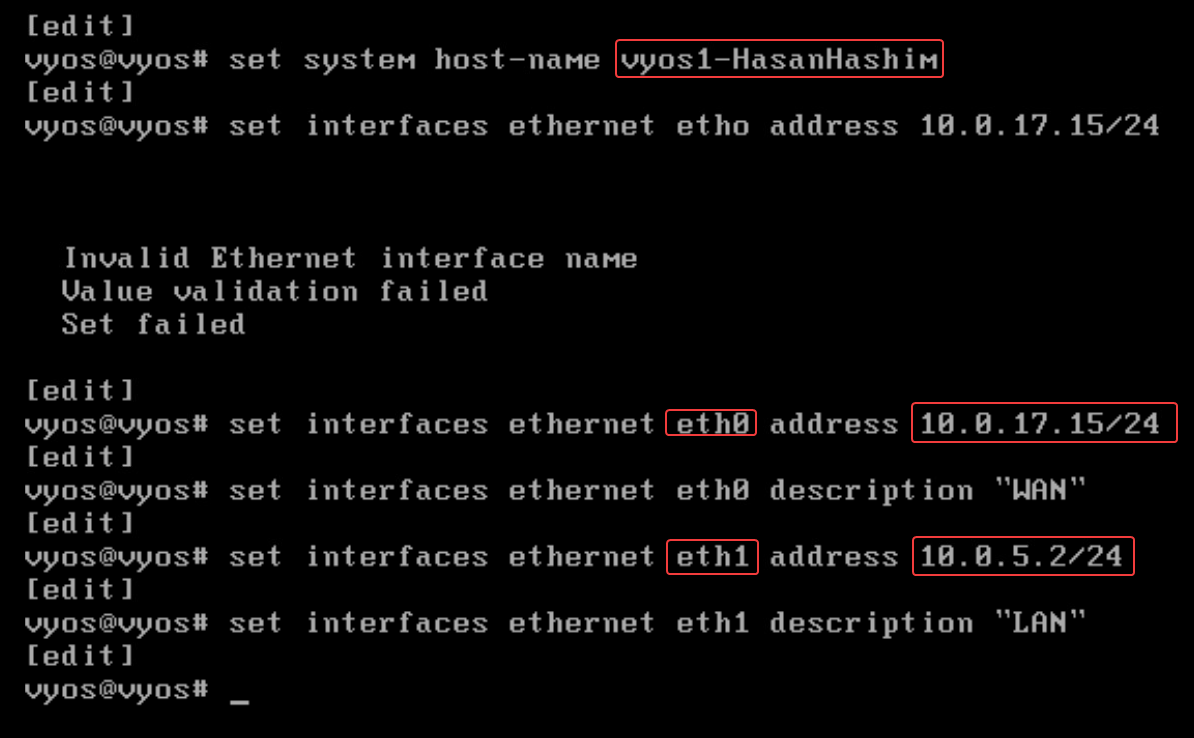 [edit]
vyos@vyos# set system host-name vyos1-HasanHashim
[edit]
vyos@vyos# set interfaces ethernet etho address 10.0.17.15/24
Invalid Ethernet interface name
Value validation failed
Set failed
[edit]
vyos@vyos# set interfaces ethernet eth0 address 10.0.17.15/24
[edit]
vyos@vyos# set interfaces ethernet eth0 description "WAN"
[edit]
vyos@vyos# set interfaces ethernet eth1 address 10.0.5.2/24
[edit]
vyos@vyos# set interfaces ethernet eth1 description "LAN"
[edit]
vyos@vyos# _